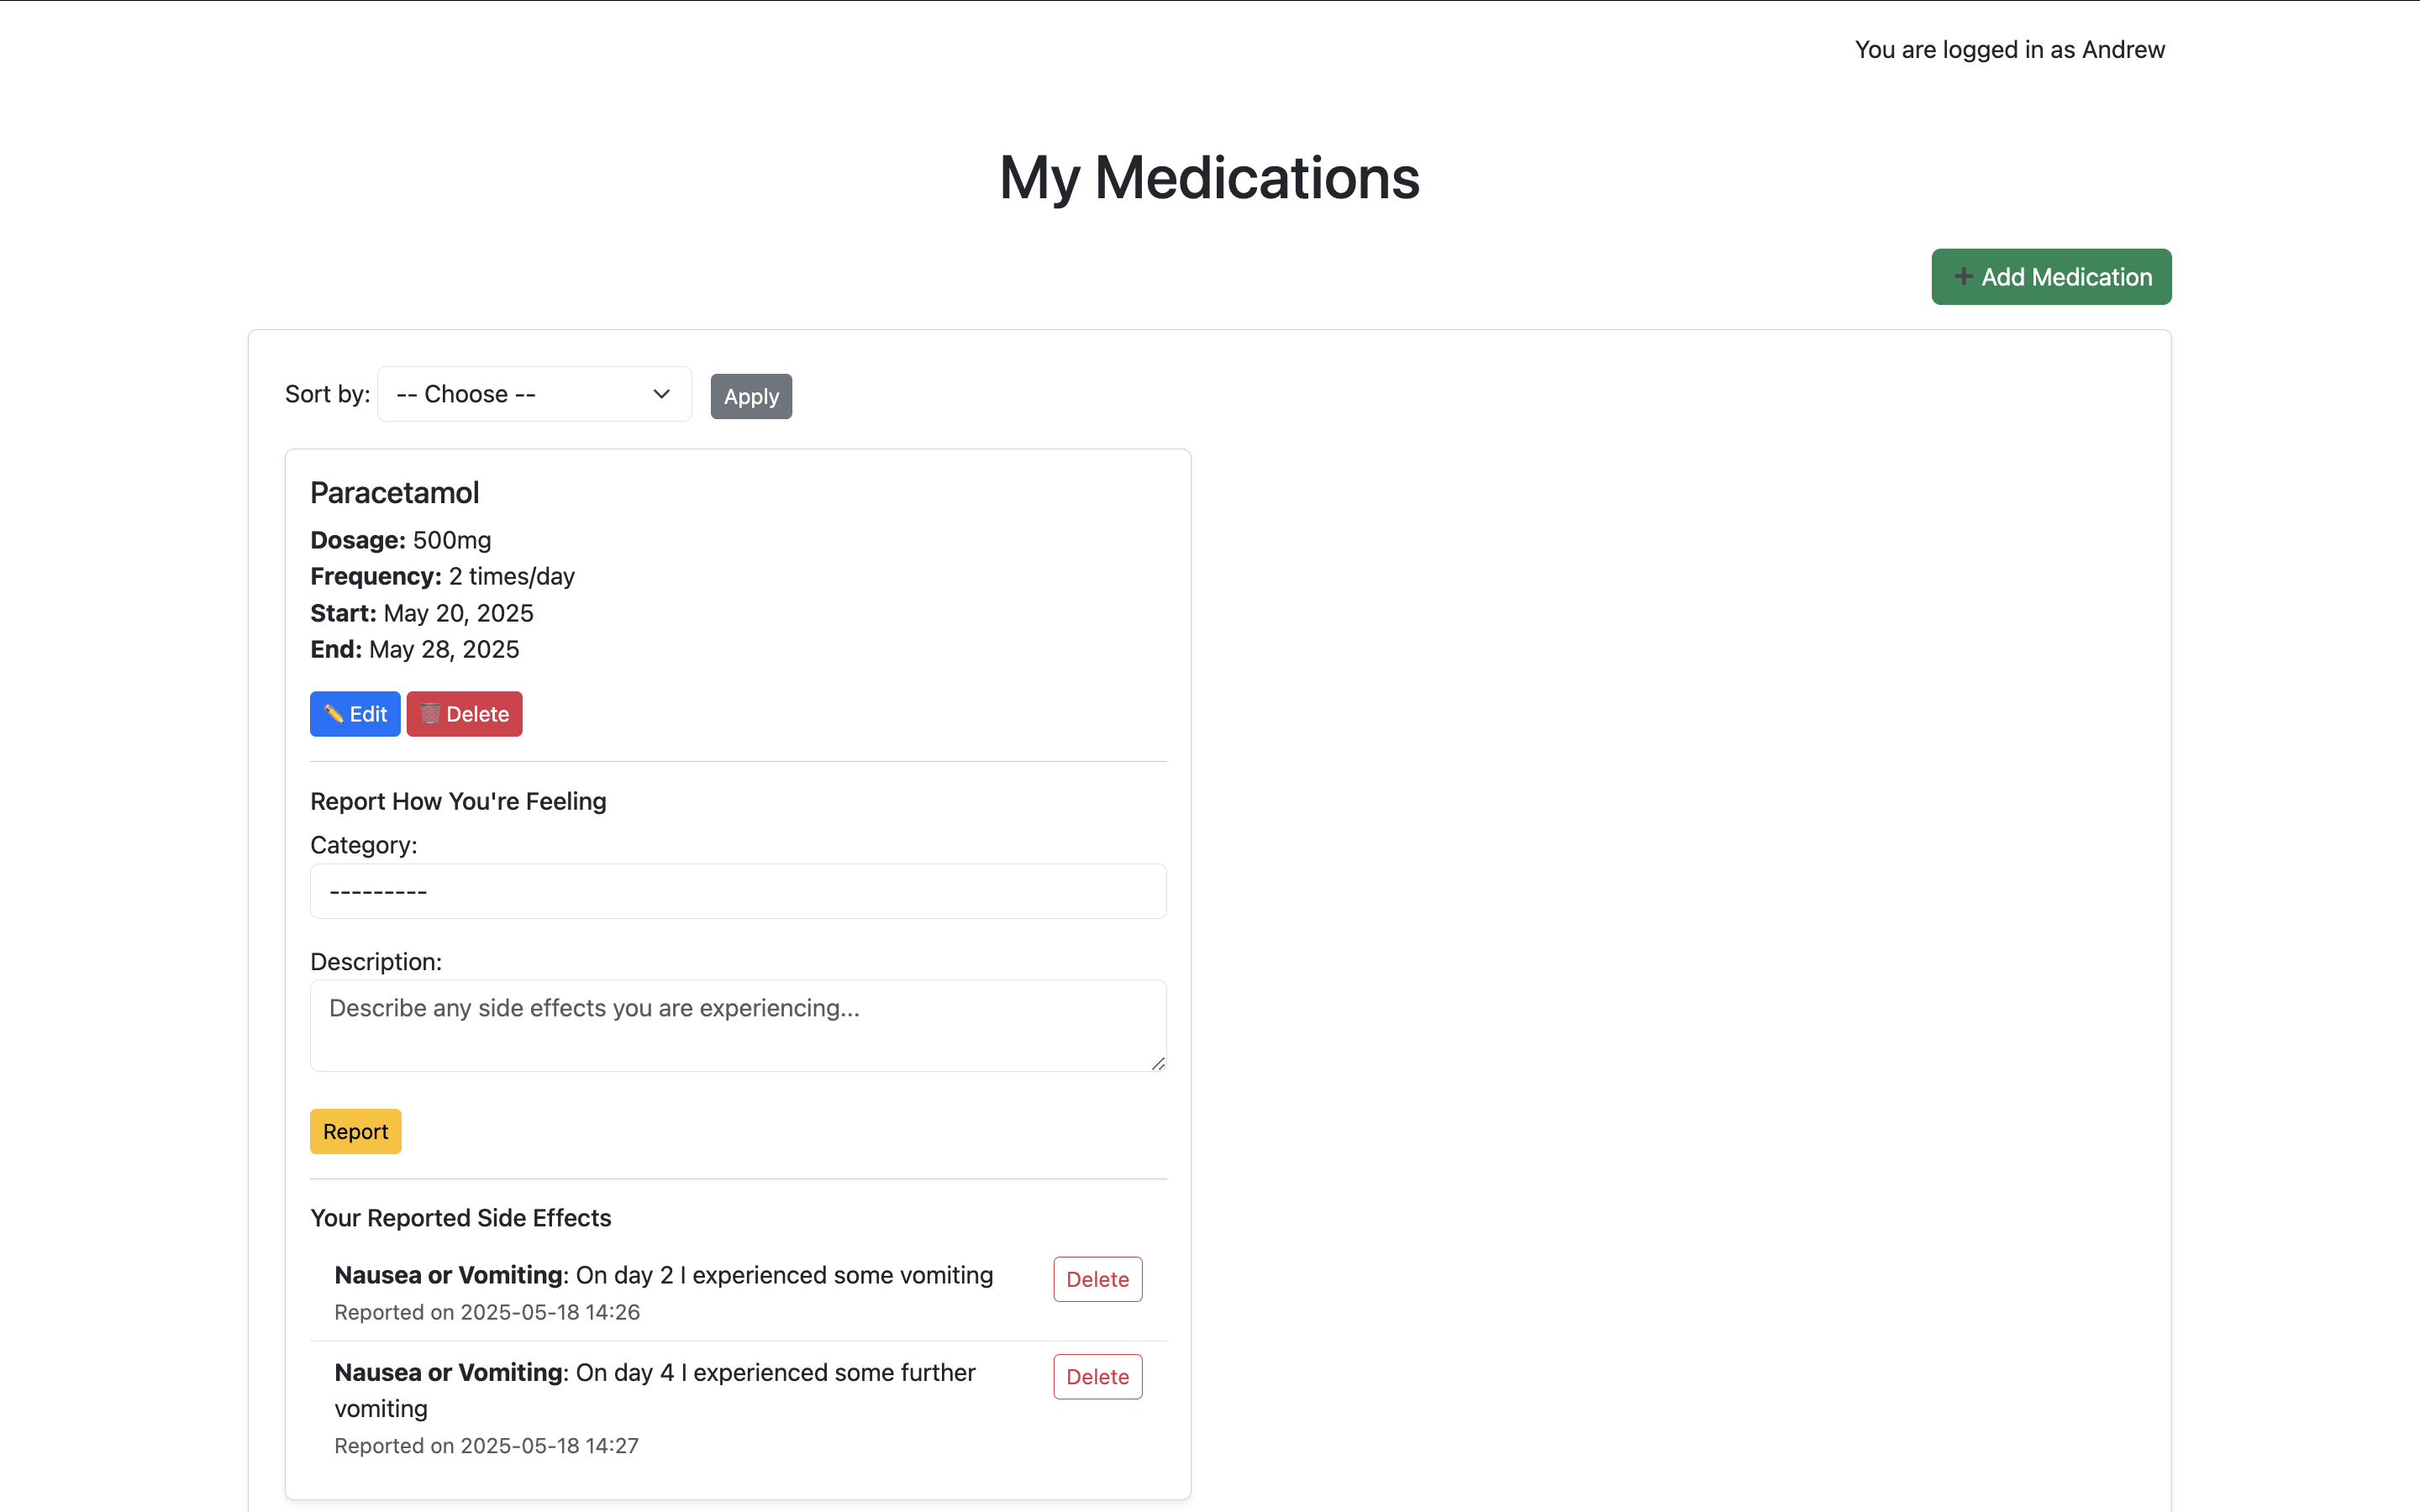 You are logged in as Andrew
My Medications
➕ Add Medication
Sort by: -- Choose -- Apply
Paracetamol
Dosage: 500mg
Frequency: 2 times/day
Start: May 20, 2025
End: May 28, 2025
✏️ Edit 🗑️ Delete
Report How You're Feeling
Category:
---------
Description:
Describe any side effects you are experiencing...
Report
Your Reported Side Effects
Nausea or Vomiting: On day 2 I experienced some vomiting Delete
Reported on 2025-05-18 14:26
Nausea or Vomiting: On day 4 I experienced some further Delete
vomiting
Reported on 2025-05-18 14:27